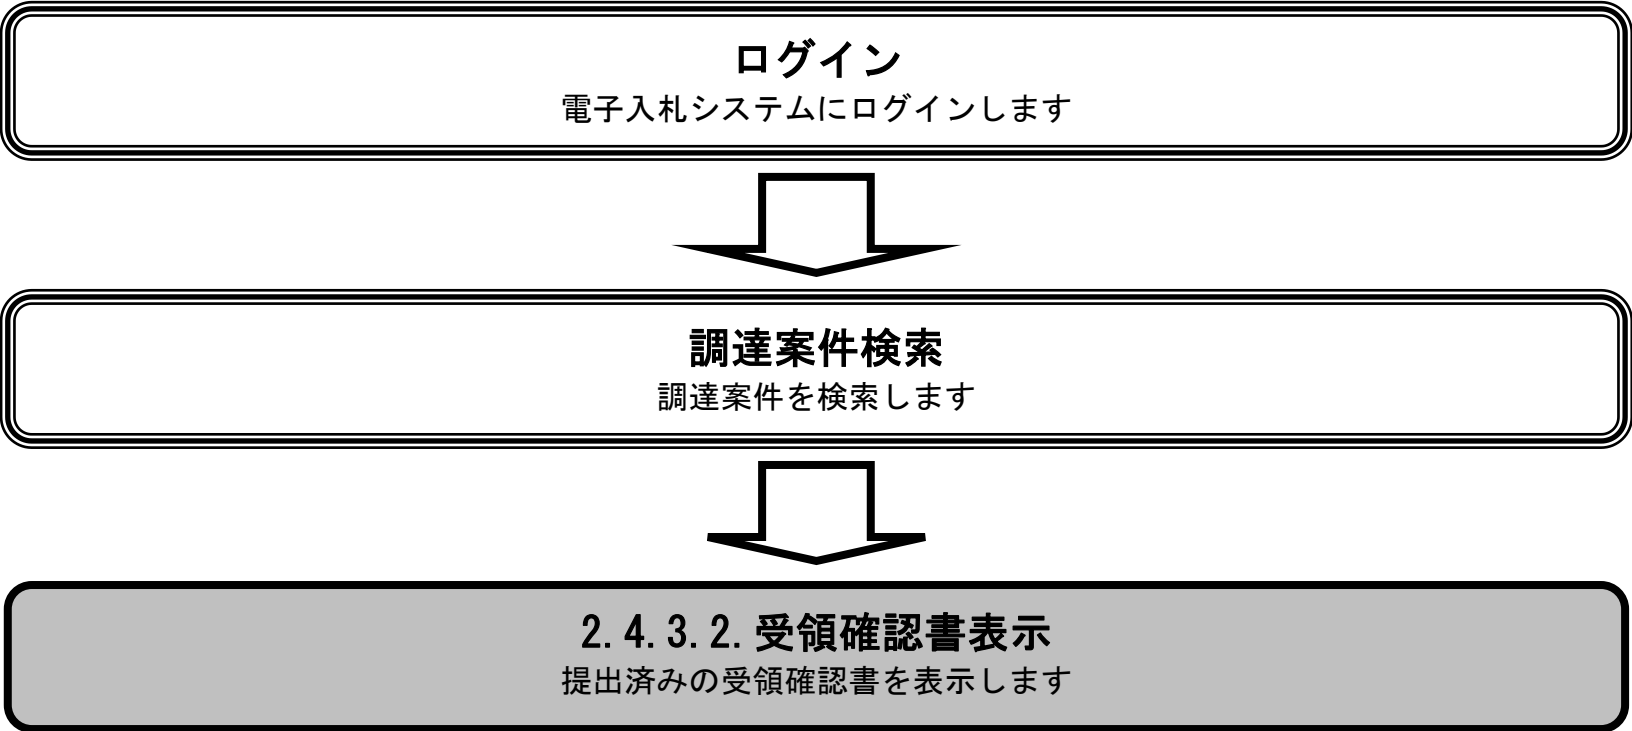 ログイン
電子入札システムにログインします
調達案件検索
調達案件を検索します
2.4.3.2.受領確認書表示
提出済みの受領確認書を表示します